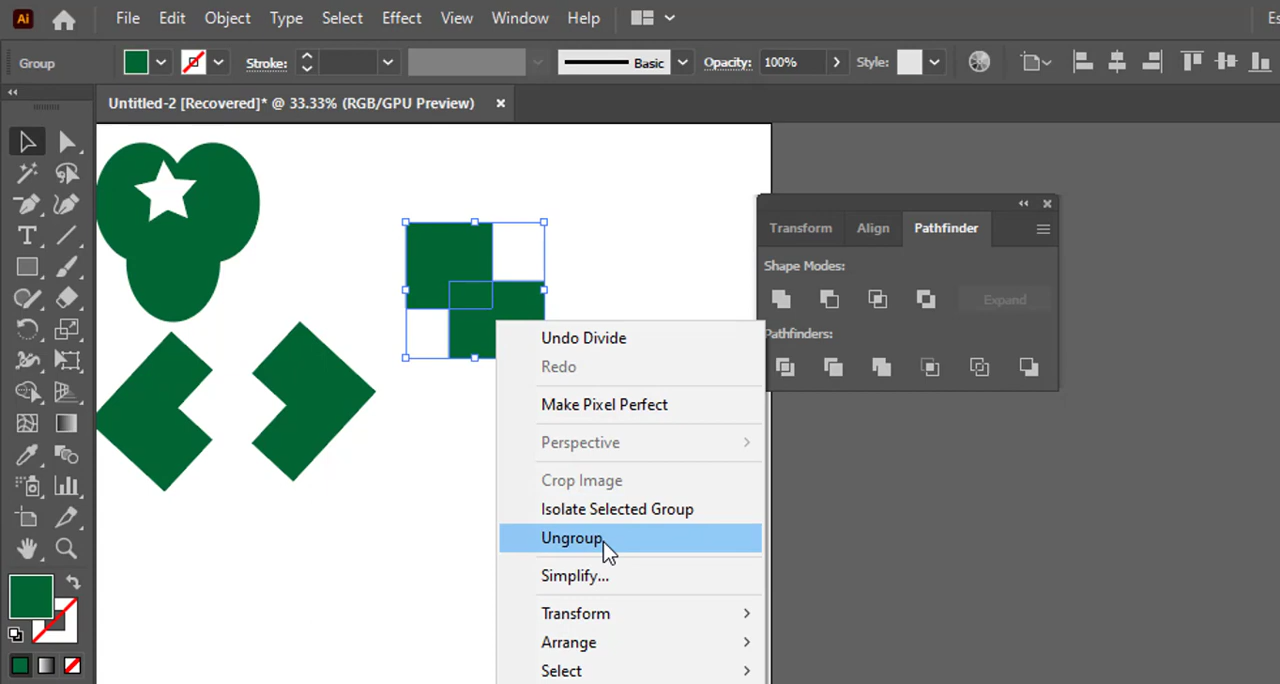 Ai File Edit Object Type Select Effect View Window Help Es
Group Stroke: Basic Opacity: 100% Style:
Untitled-2 [Recovered]* @ 33.33% (RGB/GPU Preview)
Transform Align Pathfinder
Shape Modes:
Expand
Pathfinders:
Undo Divide
Redo
Make Pixel Perfect
Perspective
Crop Image
Isolate Selected Group
Ungroup
Simplify...
Transform
Arrange
Select